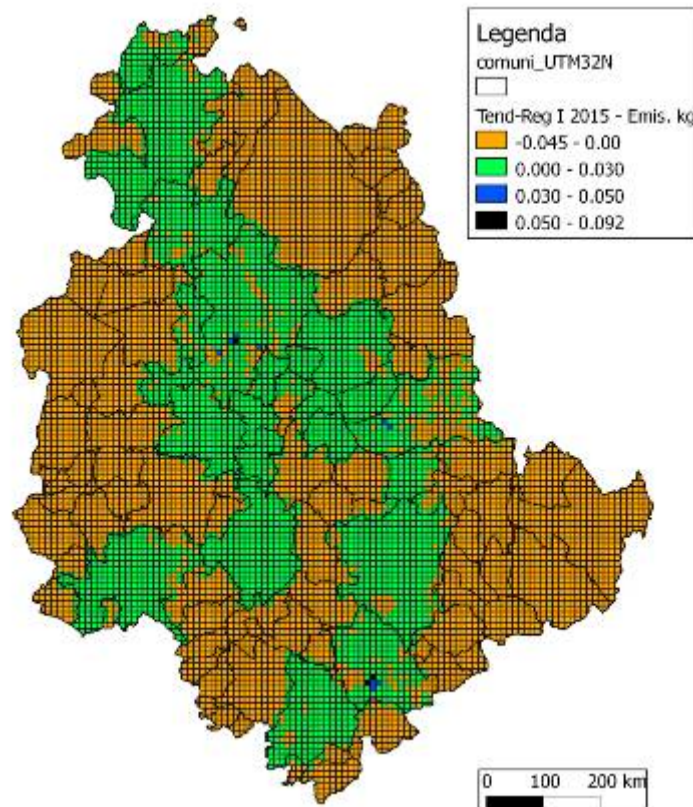 Legenda
comuni_UTM32N
Tend-Reg I 2015 - Emis. kg
-0.045 - 0.00
0.000 - 0.030
0.030 - 0.050
0.050 - 0.092
0 100 200 km